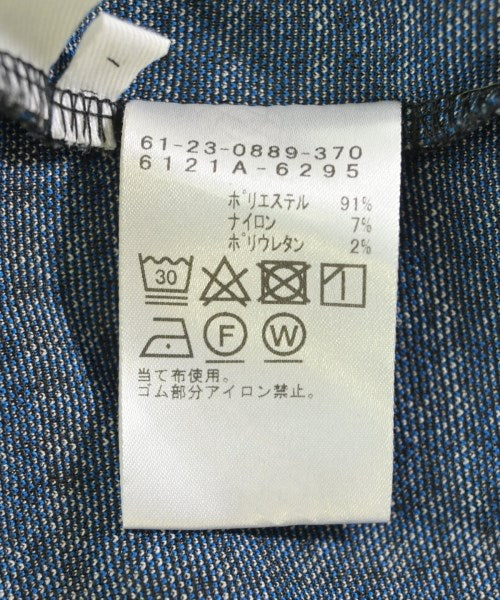 61-23-0889-370
6121A-6295
ポリエステル 91%
ナイロン 7%
ポリウレタン 2%
30
F W
当て布使用。
ゴム部分アイロン禁止。